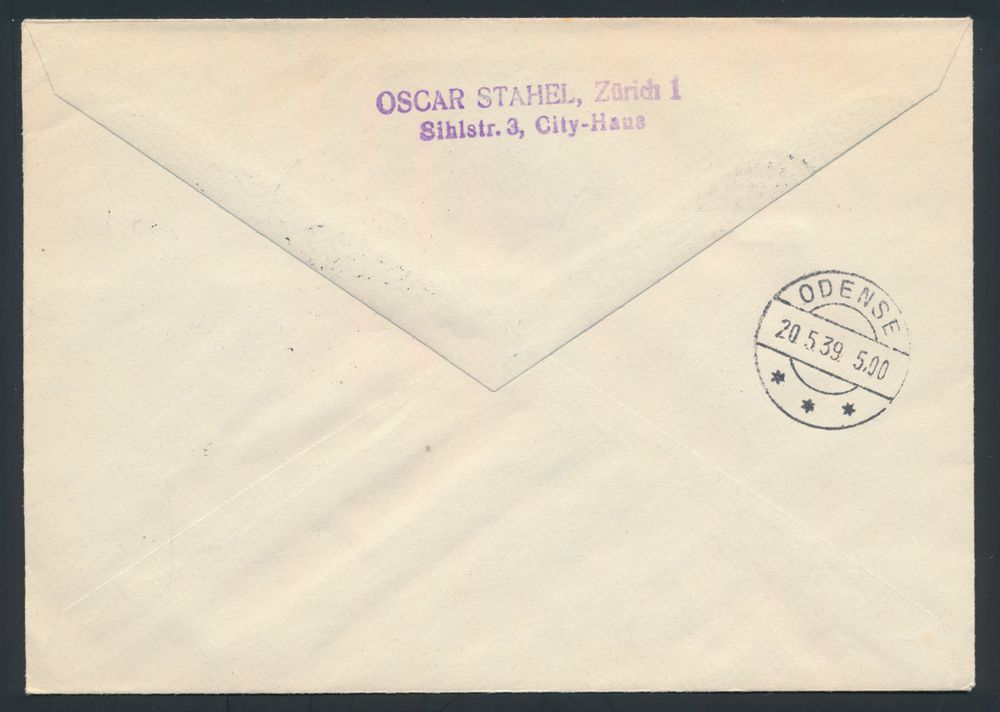 OSCAR STAHEL, Zürich 1
Sihlstr. 3, City-Haus
ODENSE
20.5.39. 5.00